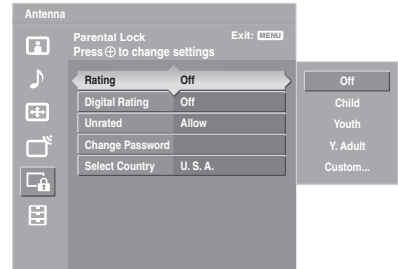 Antenna
Parental Lock
Exit: MENU
Press ⊕ to change settings
Rating Off
Digital Rating Off
Unrated Allow
Change Password
Select Country U. S. A.
Off
Child
Youth
Y. Adult
Custom...